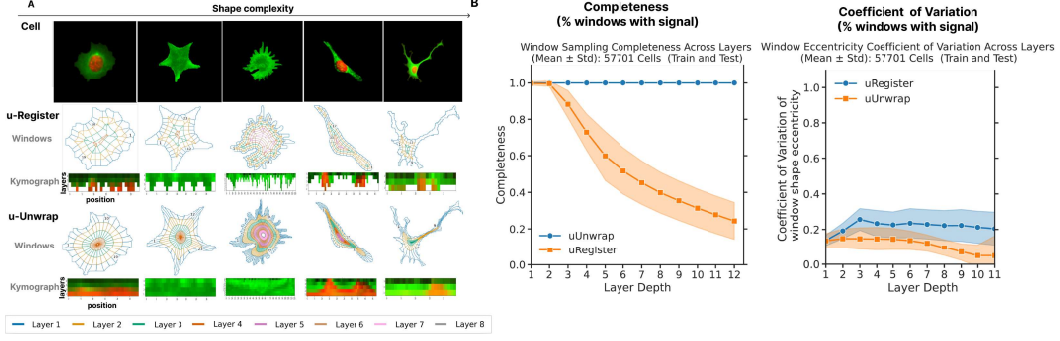 A
Shape complexity
Cell
u-Register
Windows
Kymograph
layers
position
u-Unwrap
Windows
Kymograph
layers
position
Layer 1
Layer 2
Layer 3
Layer 4
Layer 5
Layer 6
Layer 7
Layer 8
B
Completeness
(% windows with signal)
Window Sampling Completeness Across Layers
(Mean ± Std): 57701 Cells (Train and Test)
Completeness
1.0
0.8
0.6
0.4
0.2
0.0
uUnwrap
uRegister
1 2 3 4 5 6 7 8 9 10 11 12
Layer Depth
Coefficient of Variation
(% windows with signal)
Window Eccentricity Coefficient of Variation Across Layers
(Mean ± Std): 57701 Cells (Train and Test)
Coefficient of Variation of
window shape eccentricity
1.0
0.8
0.6
0.4
0.2
0.0
uRegister
uUnwrap
1 2 3 4 5 6 7 8 9 10 11
Layer Depth